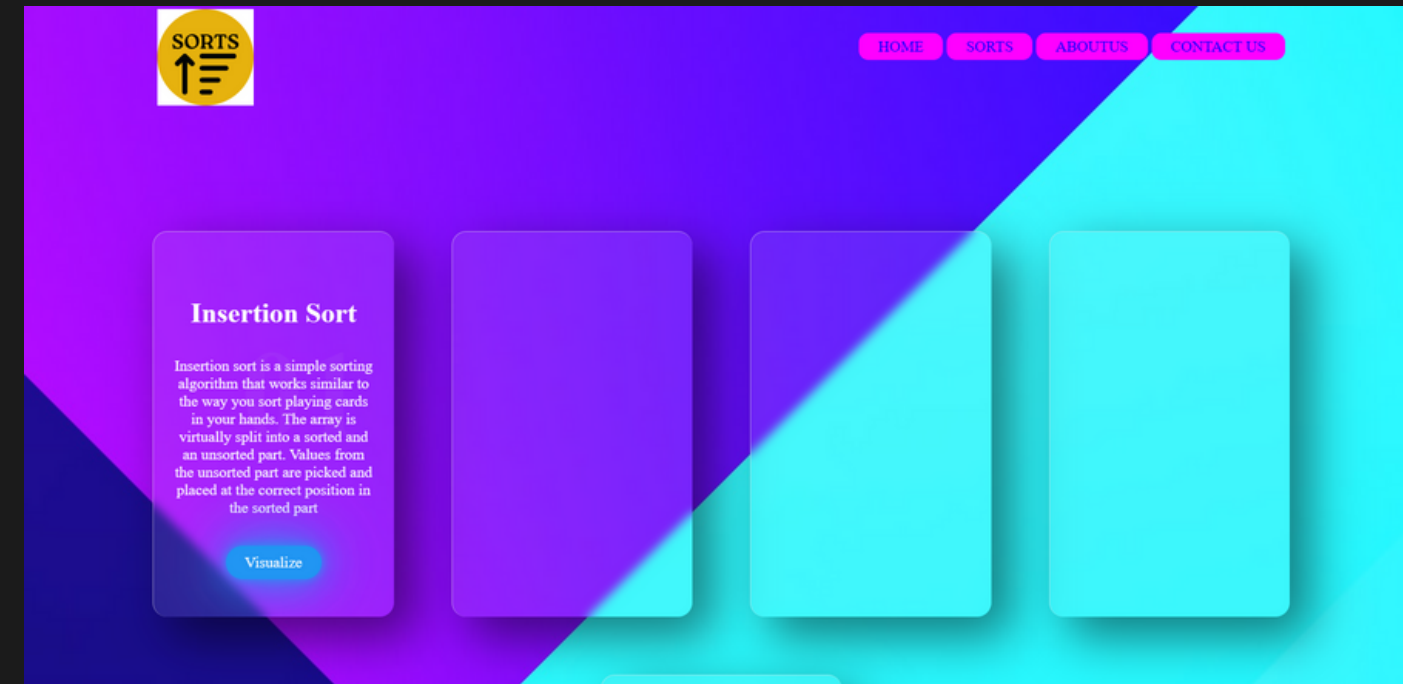 SORTS
HOME SORTS ABOUTUS CONTACT US
Insertion Sort
Insertion sort is a simple sorting
algorithm that works similar to
the way you sort playing cards
in your hands. The array is
virtually split into a sorted and
an unsorted part. Values from
the unsorted part are picked and
placed at the correct position in
the sorted part
Visualize